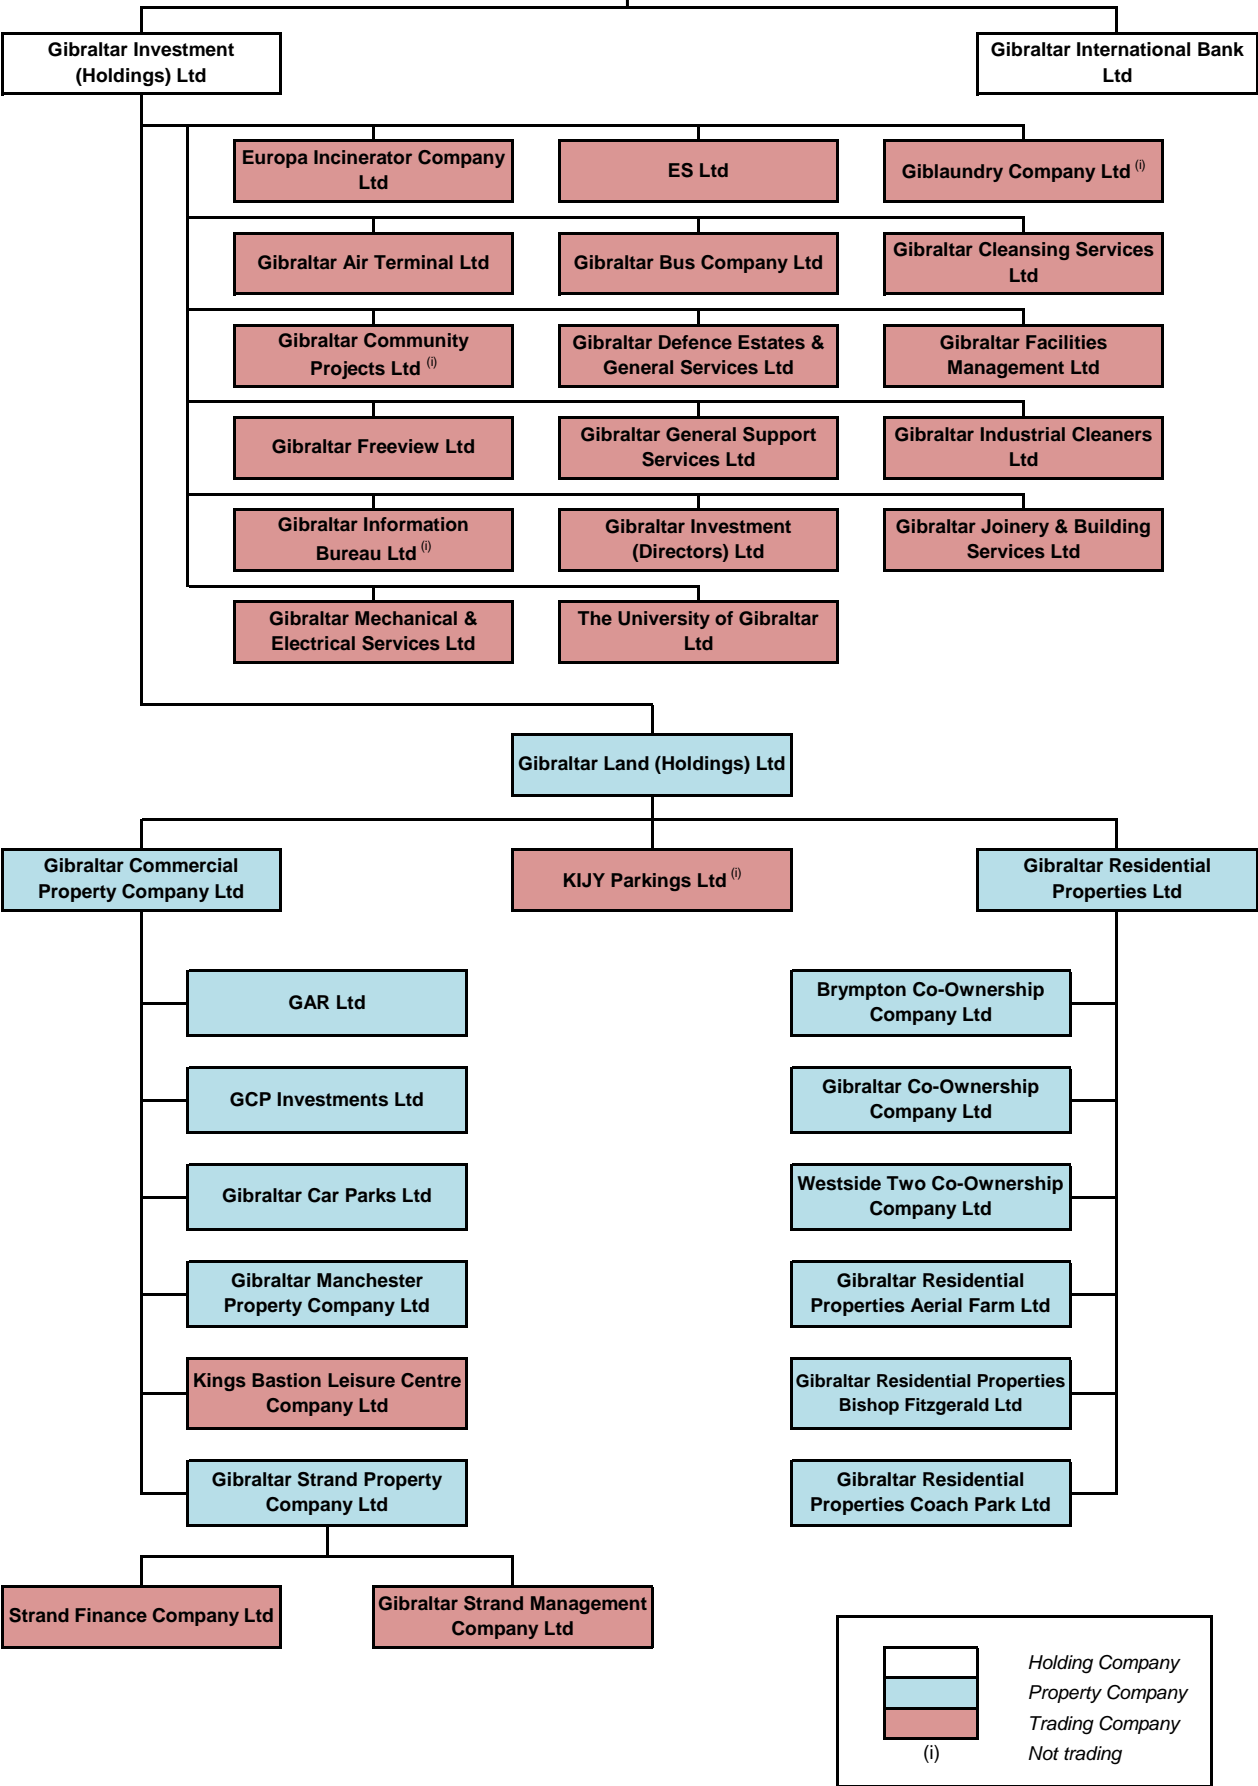 Gibraltar Investment
(Holdings) Ltd
Gibraltar International Bank
Ltd
Europa Incinerator Company
Ltd
ES Ltd
Giblaundry Company Ltd (i)
Gibraltar Air Terminal Ltd
Gibraltar Bus Company Ltd
Gibraltar Cleansing Services
Ltd
Gibraltar Community
Projects Ltd (i)
Gibraltar Defence Estates &
General Services Ltd
Gibraltar Facilities
Management Ltd
Gibraltar Freeview Ltd
Gibraltar General Support
Services Ltd
Gibraltar Industrial Cleaners
Ltd
Gibraltar Information
Bureau Ltd (i)
Gibraltar Investment
(Directors) Ltd
Gibraltar Joinery & Building
Services Ltd
Gibraltar Mechanical &
Electrical Services Ltd
The University of Gibraltar
Ltd
Gibraltar Land (Holdings) Ltd
Gibraltar Commercial
Property Company Ltd
KIJY Parkings Ltd (i)
Gibraltar Residential
Properties Ltd
GAR Ltd
Brympton Co-Ownership
Company Ltd
GCP Investments Ltd
Gibraltar Co-Ownership
Company Ltd
Gibraltar Car Parks Ltd
Westside Two Co-Ownership
Company Ltd
Gibraltar Manchester
Property Company Ltd
Gibraltar Residential
Properties Aerial Farm Ltd
Kings Bastion Leisure Centre
Company Ltd
Gibraltar Residential Properties
Bishop Fitzgerald Ltd
Gibraltar Strand Property
Company Ltd
Gibraltar Residential
Properties Coach Park Ltd
Strand Finance Company Ltd
Gibraltar Strand Management
Company Ltd
Holding Company
Property Company
Trading Company
(i) Not trading